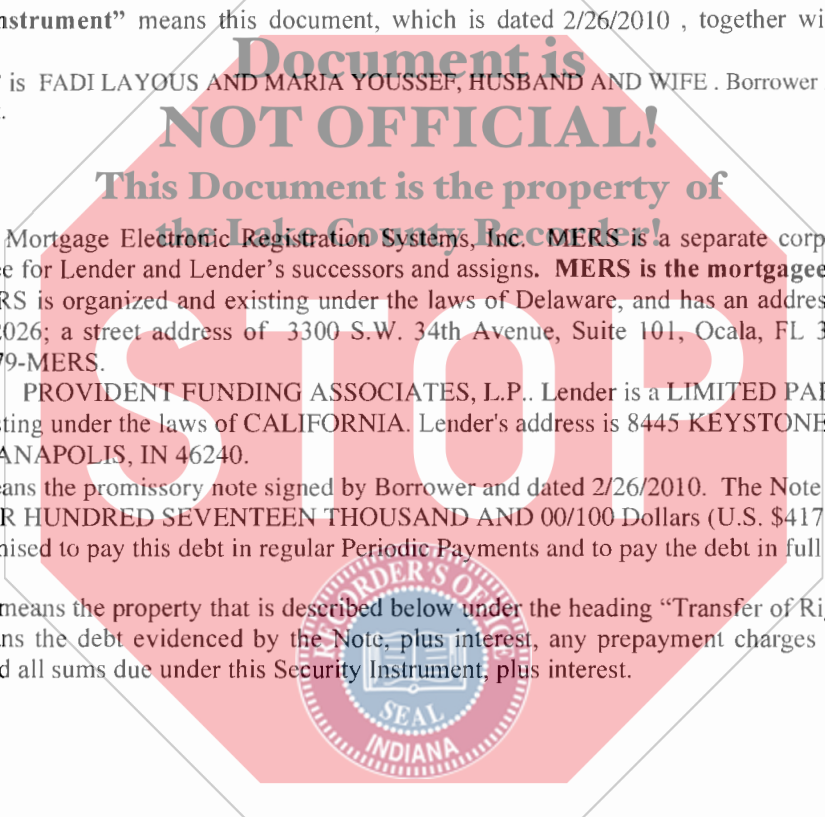 nstrument” means this document, which is dated 2/26/2010 , together wi
Document is
’ is FADI LAYOUS AND MARIA YOUSSEF, HUSBAND AND WIFE . Borrower
.
NOT OFFICIAL!
This Document is the property of
the Lake County Recorder!
Mortgage Electronic Registration Systems, Inc. MERS is a separate corp
e for Lender and Lender’s successors and assigns. MERS is the mortgagee
RS is organized and existing under the laws of Delaware, and has an addres
2026; a street address of 3300 S.W. 34th Avenue, Suite 101, Ocala, FL 3
79-MERS.
PROVIDENT FUNDING ASSOCIATES, L.P.. Lender is a LIMITED PAR
sting under the laws of CALIFORNIA. Lender's address is 8445 KEYSTONE
ANAPOLIS, IN 46240.
STOP
eans the promissory note signed by Borrower and dated 2/26/2010. The Note
R HUNDRED SEVENTEEN THOUSAND AND 00/100 Dollars (U.S. $417
nised to pay this debt in regular Periodic Payments and to pay the debt in full
means the property that is described below under the heading “Transfer of Rig
ans the debt evidenced by the Note, plus interest, any prepayment charges
d all sums due under this Security Instrument, plus interest.
RECORDER'S OFFICE
SEAL
INDIANA